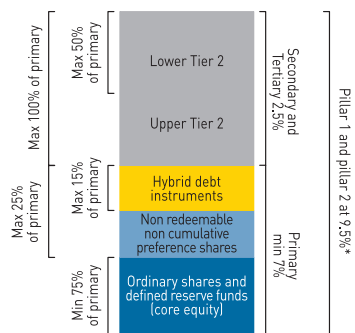 Max 100% of primary
Max 50%
of primary
Lower Tier 2
Upper Tier 2
Secondary and
Tertiary 2.5%
Pillar 1 and pillar 2 at 9.5%*
Max 25%
of primary
Max 15%
of primary
Hybrid debt
instruments
Non redeemable
non cumulative
preference shares
Primary
min 7%
Min 75%
of primary
Ordinary shares and
defined reserve funds
(core equity)